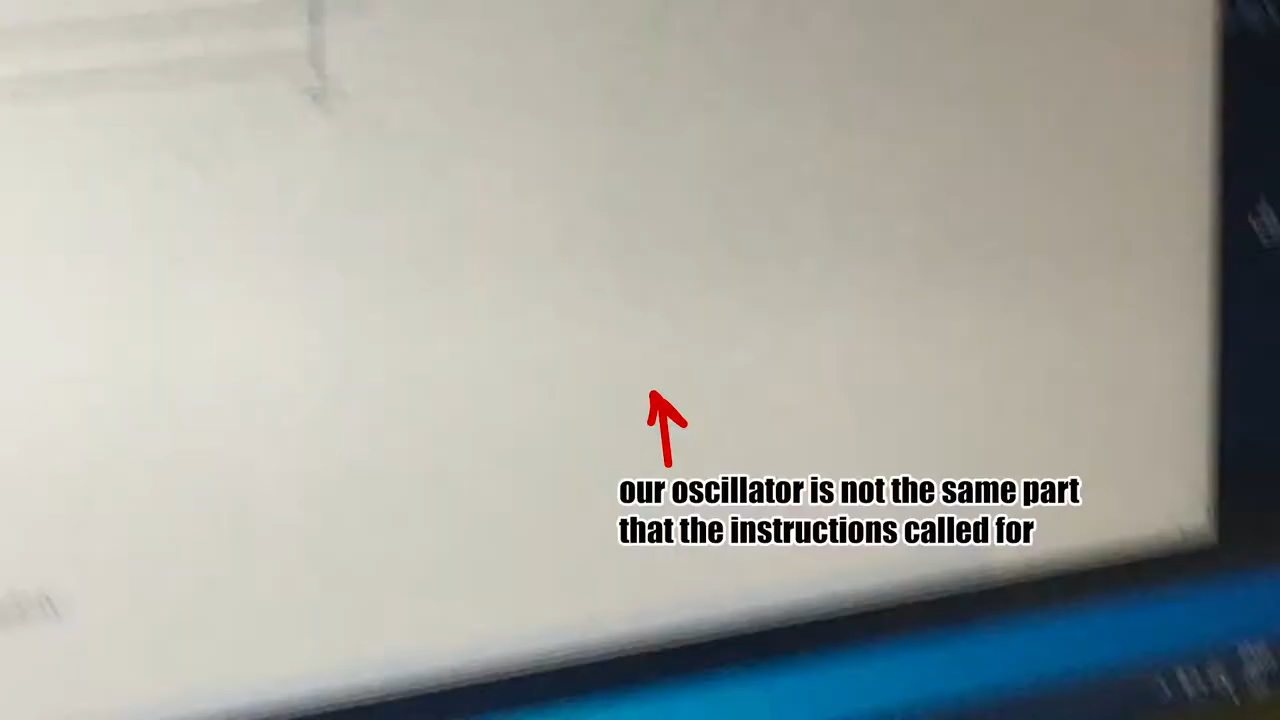 our oscillator is not the same part
that the instructions called for